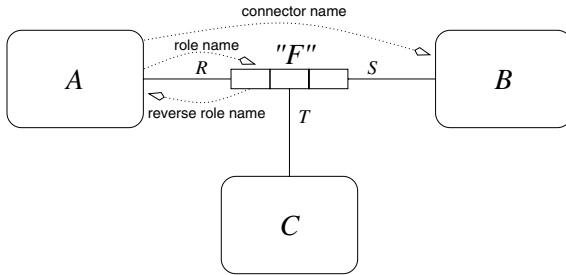 connector name
role name
"F"
A
R
S
B
reverse role name
T
C